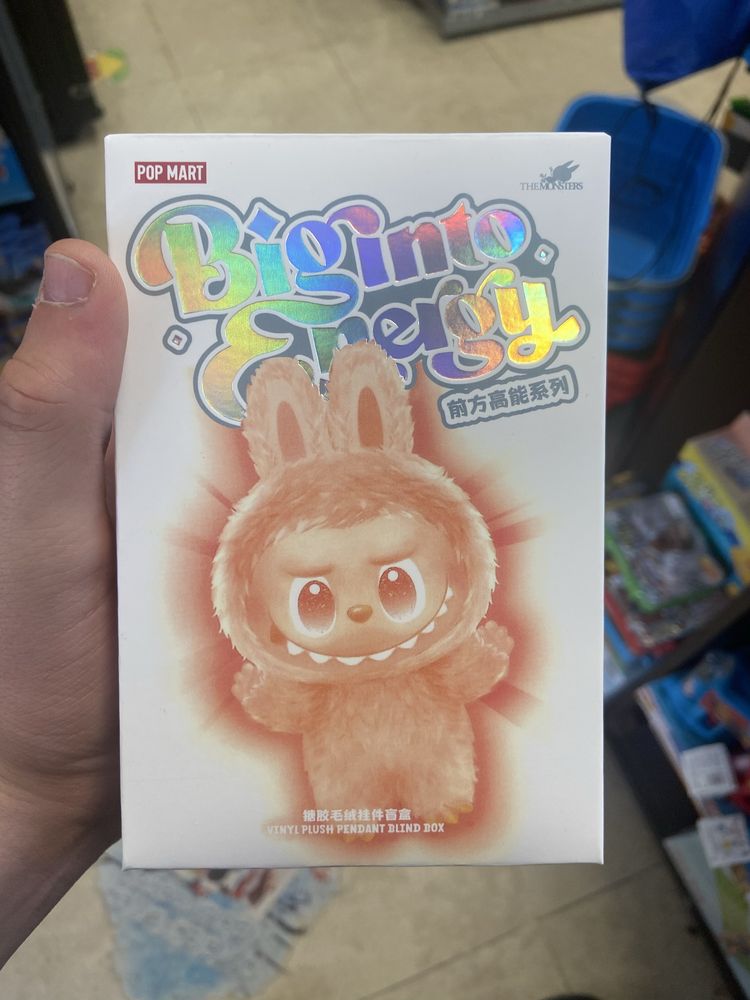 POP MART
THE MONSTERS
Big into
Energy
前方高能系列
搪胶毛绒挂件盲盒
VINYL PLUSH PENDANT BLIND BOX